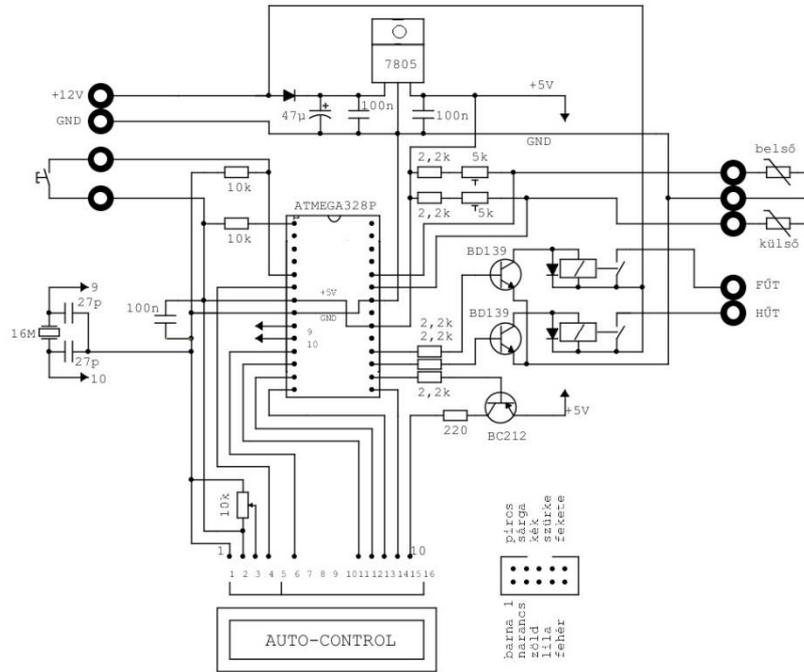 7805
+12V
GND
47µ
100n
100n
+5V
GND
2,2k
5k
2,2k
5k
belső
külső
10k
10k
ATMEGA328P
+5V
GND
9
10
BD139
BD139
FŰT
HŰT
9
27p
16M
27p
10
100n
2,2k
2,2k
2,2k
220
BC212
+5V
10k
1
10
1 2 3 4 5 6 7 8 9 10 11 12 13 14 15 16
AUTO-CONTROL
piros
sárga
kék
szürke
fekete
barna 1
narancs
zöld
lila
fehér